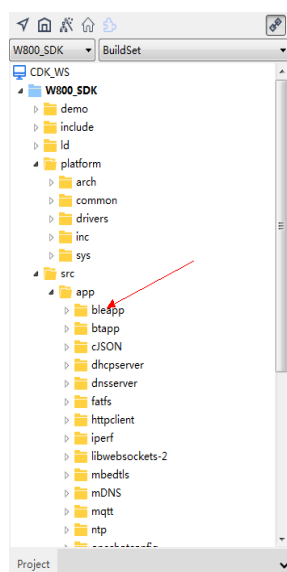 W800_SDK BuildSet
CDK_WS
W800_SDK
demo
include
ld
platform
arch
common
drivers
inc
sys
src
app
bleapp
btapp
cJSON
dhcpserver
dnsserver
fatfs
httpclient
iperf
libwebsockets-2
mbedtls
mDNS
mqtt
ntp
Project